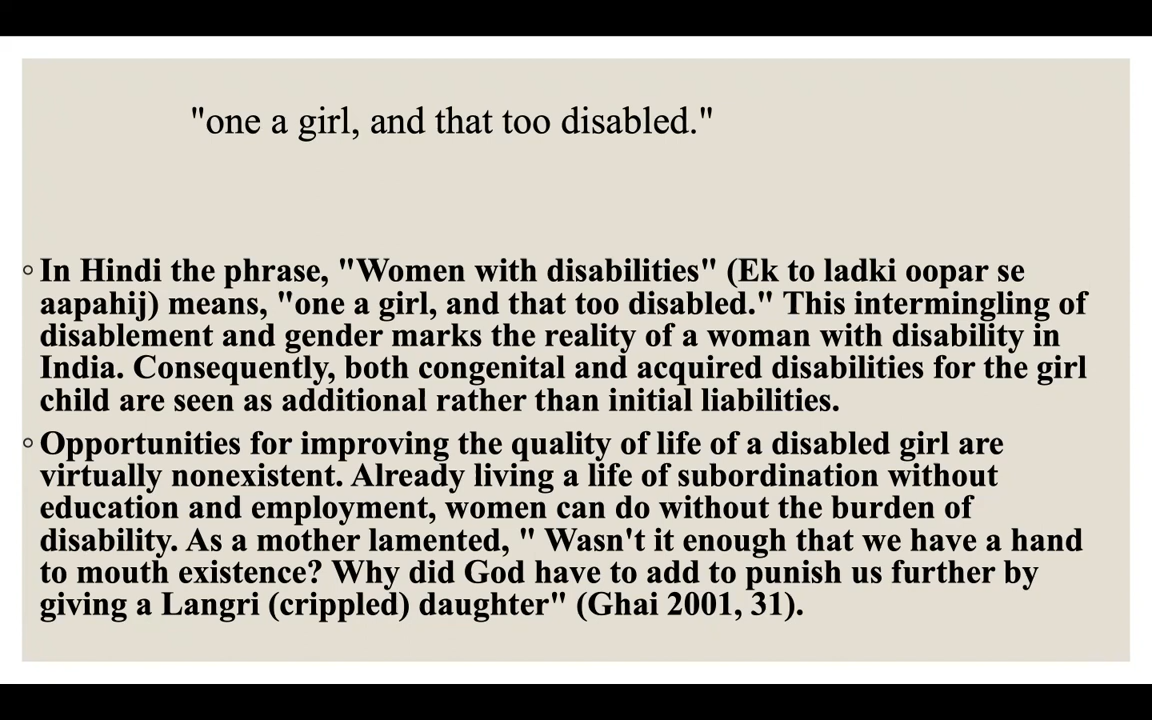 "one a girl, and that too disabled."
◦ In Hindi the phrase, "Women with disabilities" (Ek to ladki oopar se
aapahij) means, "one a girl, and that too disabled." This intermingling of
disablement and gender marks the reality of a woman with disability in
India. Consequently, both congenital and acquired disabilities for the girl
child are seen as additional rather than initial liabilities.
◦ Opportunities for improving the quality of life of a disabled girl are
virtually nonexistent. Already living a life of subordination without
education and employment, women can do without the burden of
disability. As a mother lamented, " Wasn't it enough that we have a hand
to mouth existence? Why did God have to add to punish us further by
giving a Langri (crippled) daughter" (Ghai 2001, 31).